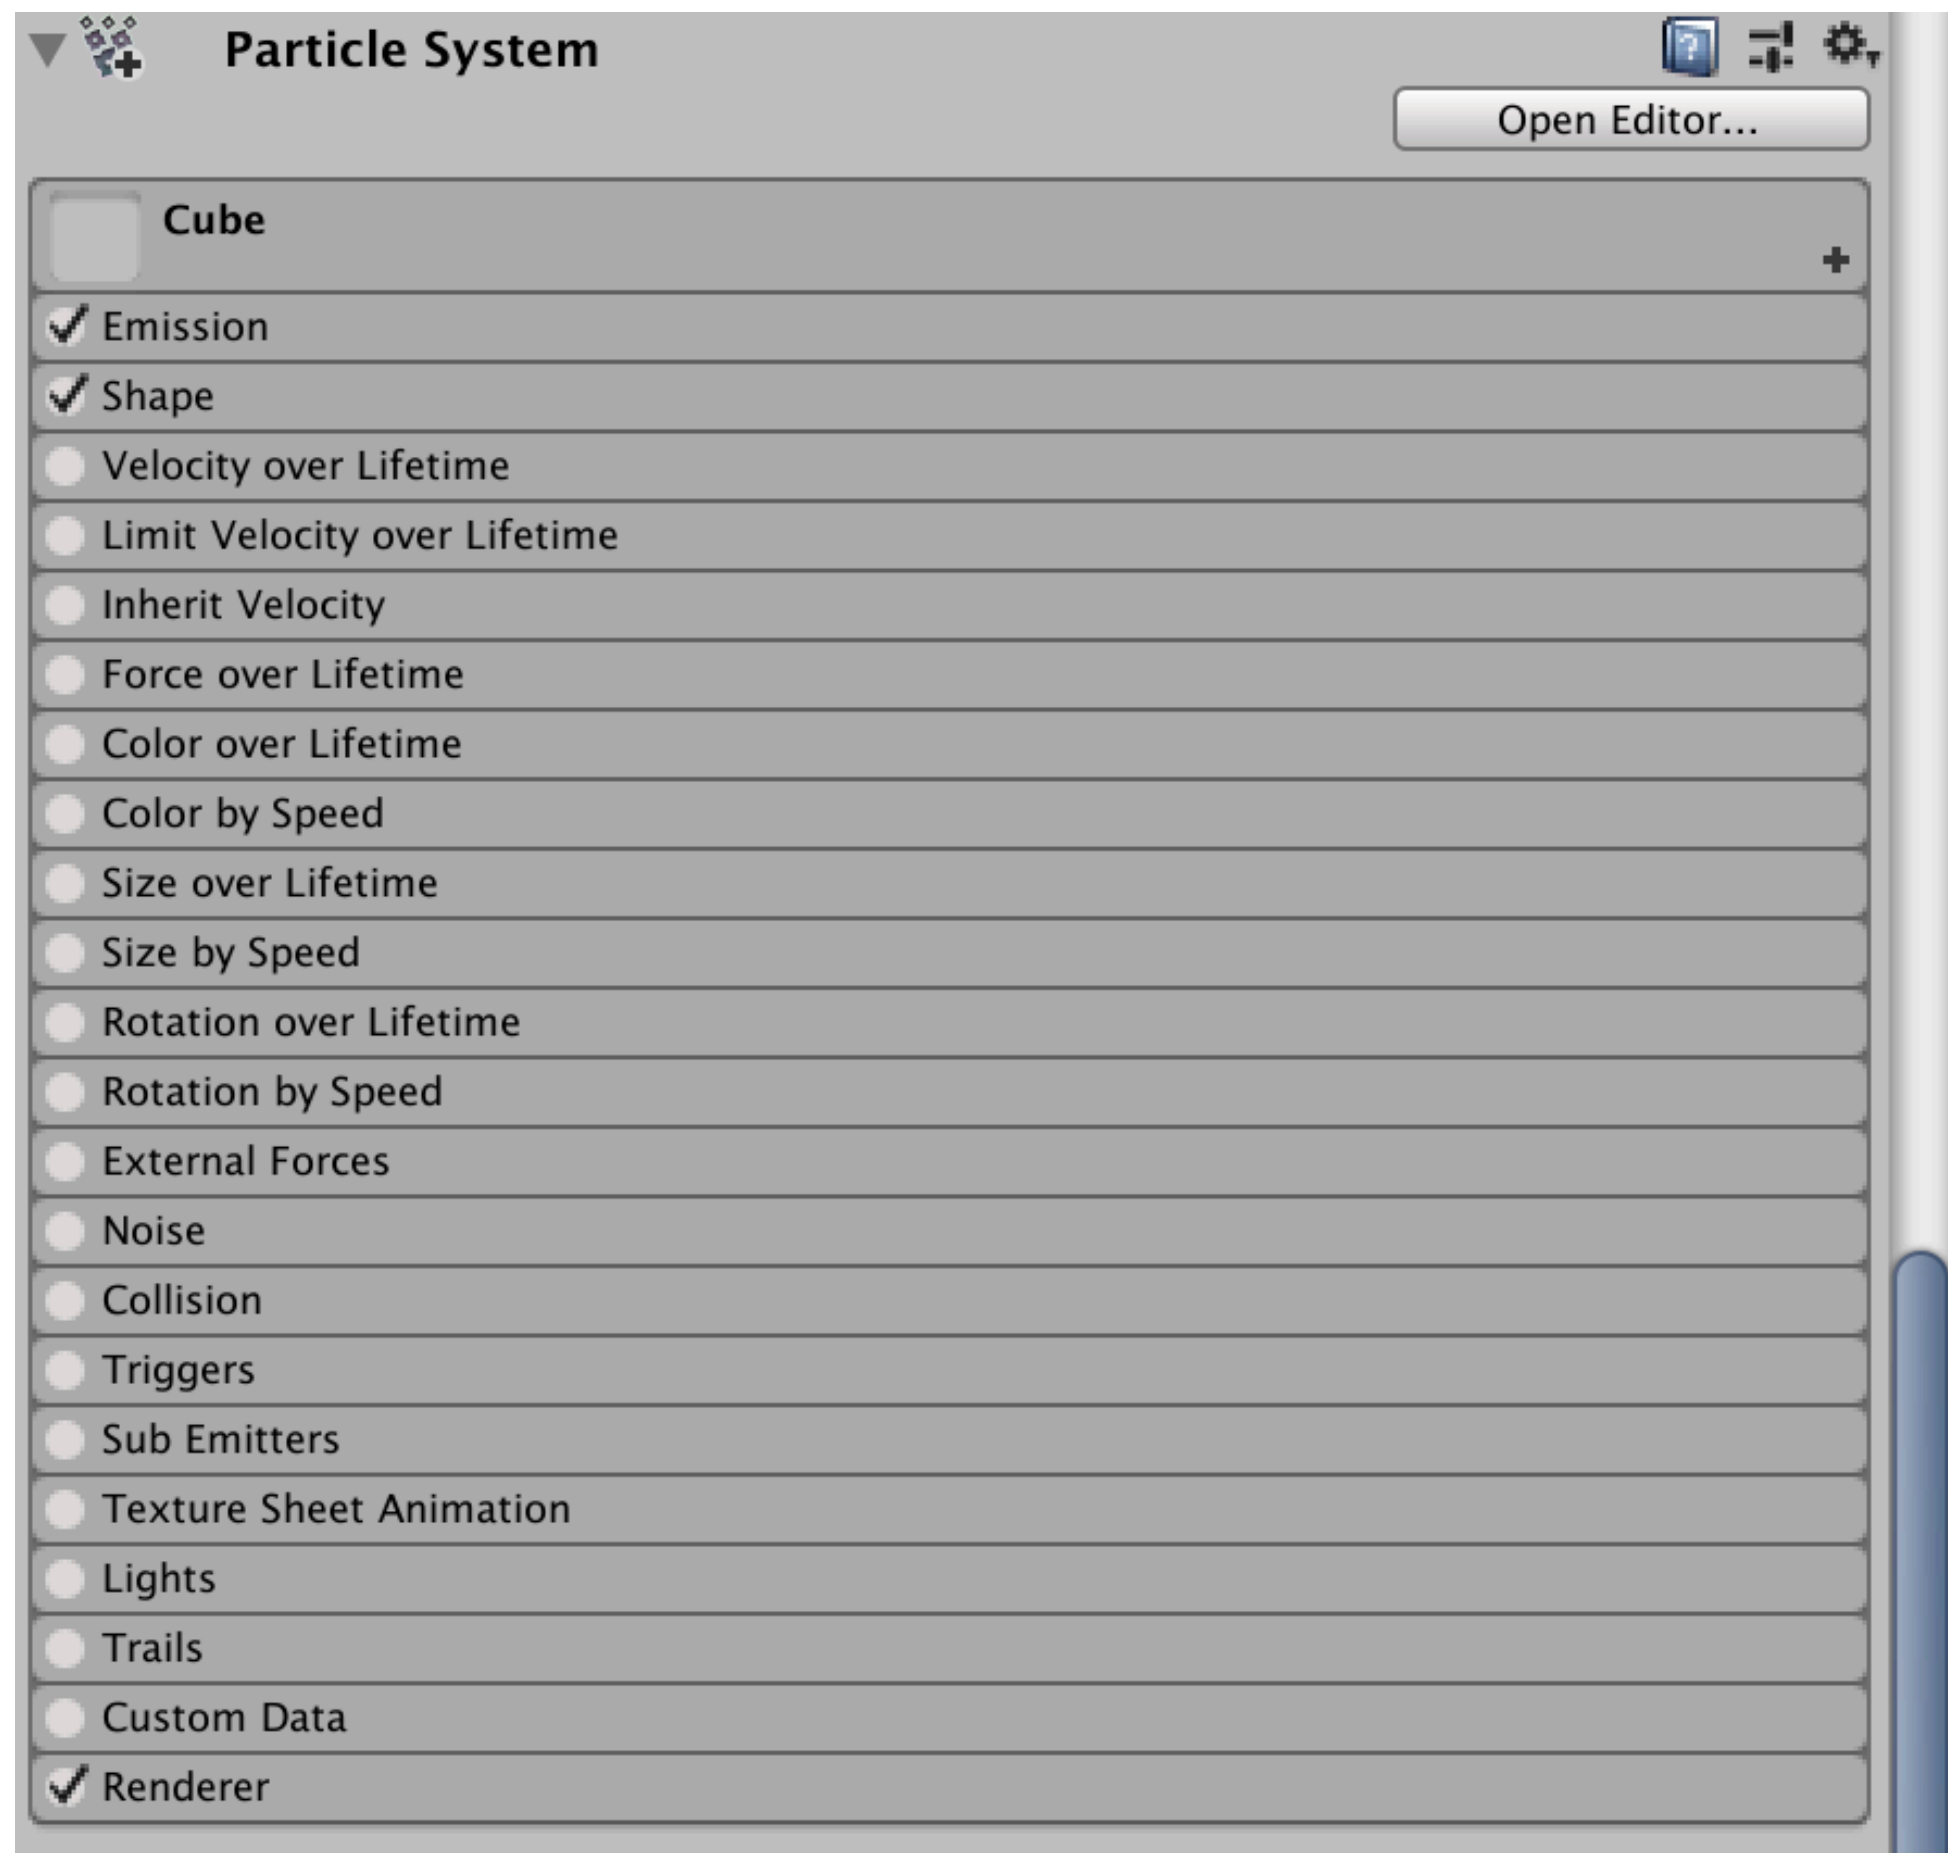 Particle System
Open Editor...
Cube
Emission
Shape
Velocity over Lifetime
Limit Velocity over Lifetime
Inherit Velocity
Force over Lifetime
Color over Lifetime
Color by Speed
Size over Lifetime
Size by Speed
Rotation over Lifetime
Rotation by Speed
External Forces
Noise
Collision
Triggers
Sub Emitters
Texture Sheet Animation
Lights
Trails
Custom Data
Renderer